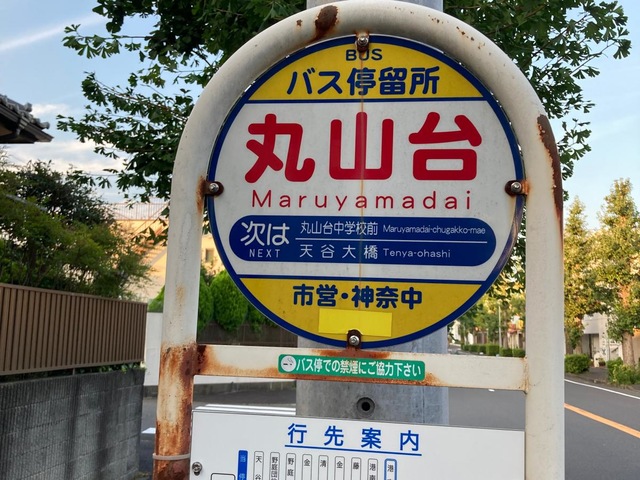 BUS
バス停留所
丸山台
Maruyamadai
次は NEXT
丸山台中学校前 Maruyamadai-chugakko-mae
天谷大橋 Tenya-ohashi
市営・神奈中
バス停での禁煙にご協力下さい
行先案内